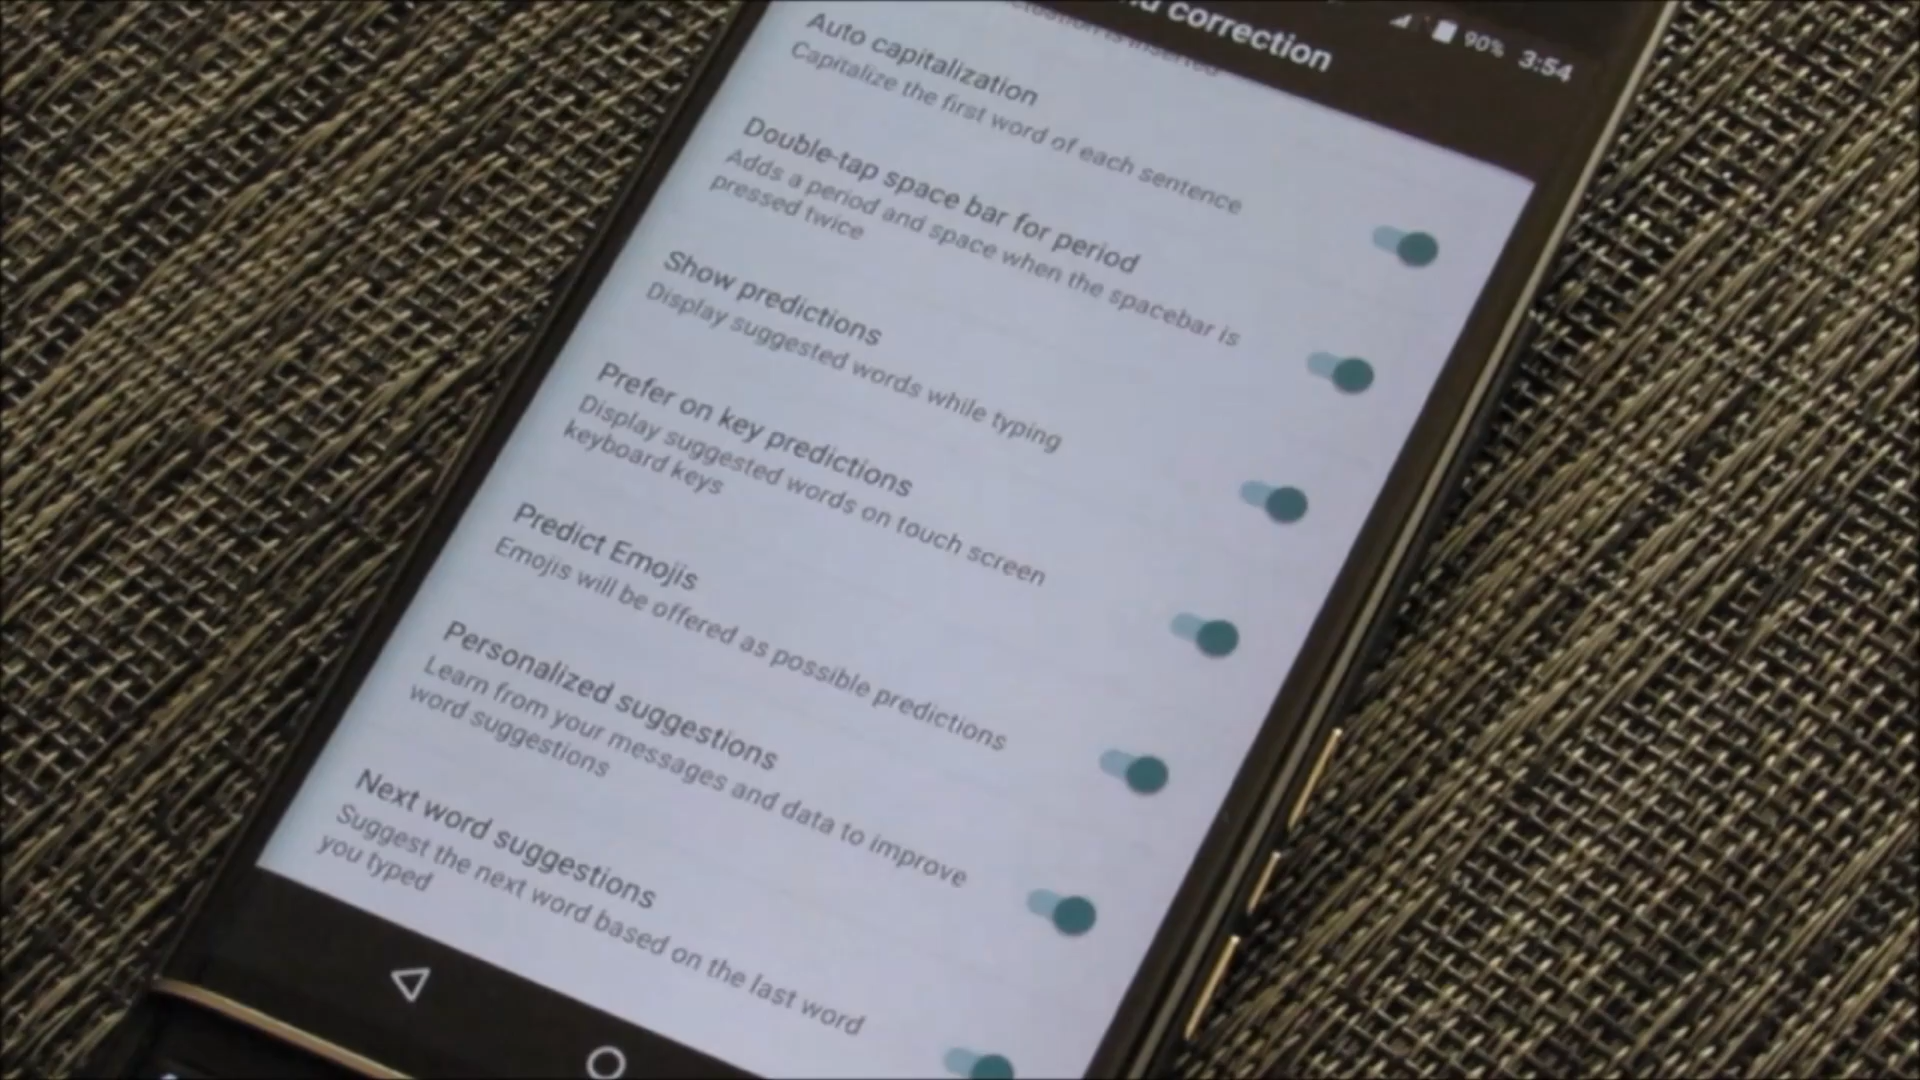 90% 3:54
correction
is inserted
Auto capitalization
Capitalize the first word of each sentence
Double-tap space bar for period
Adds a period and space when the spacebar is
pressed twice
Show predictions
Display suggested words while typing
Prefer on key predictions
Display suggested words on touch screen
keyboard keys
Predict Emojis
Emojis will be offered as possible predictions
Personalized suggestions
Learn from your messages and data to improve
word suggestions
Next word suggestions
Suggest the next word based on the last word
you typed